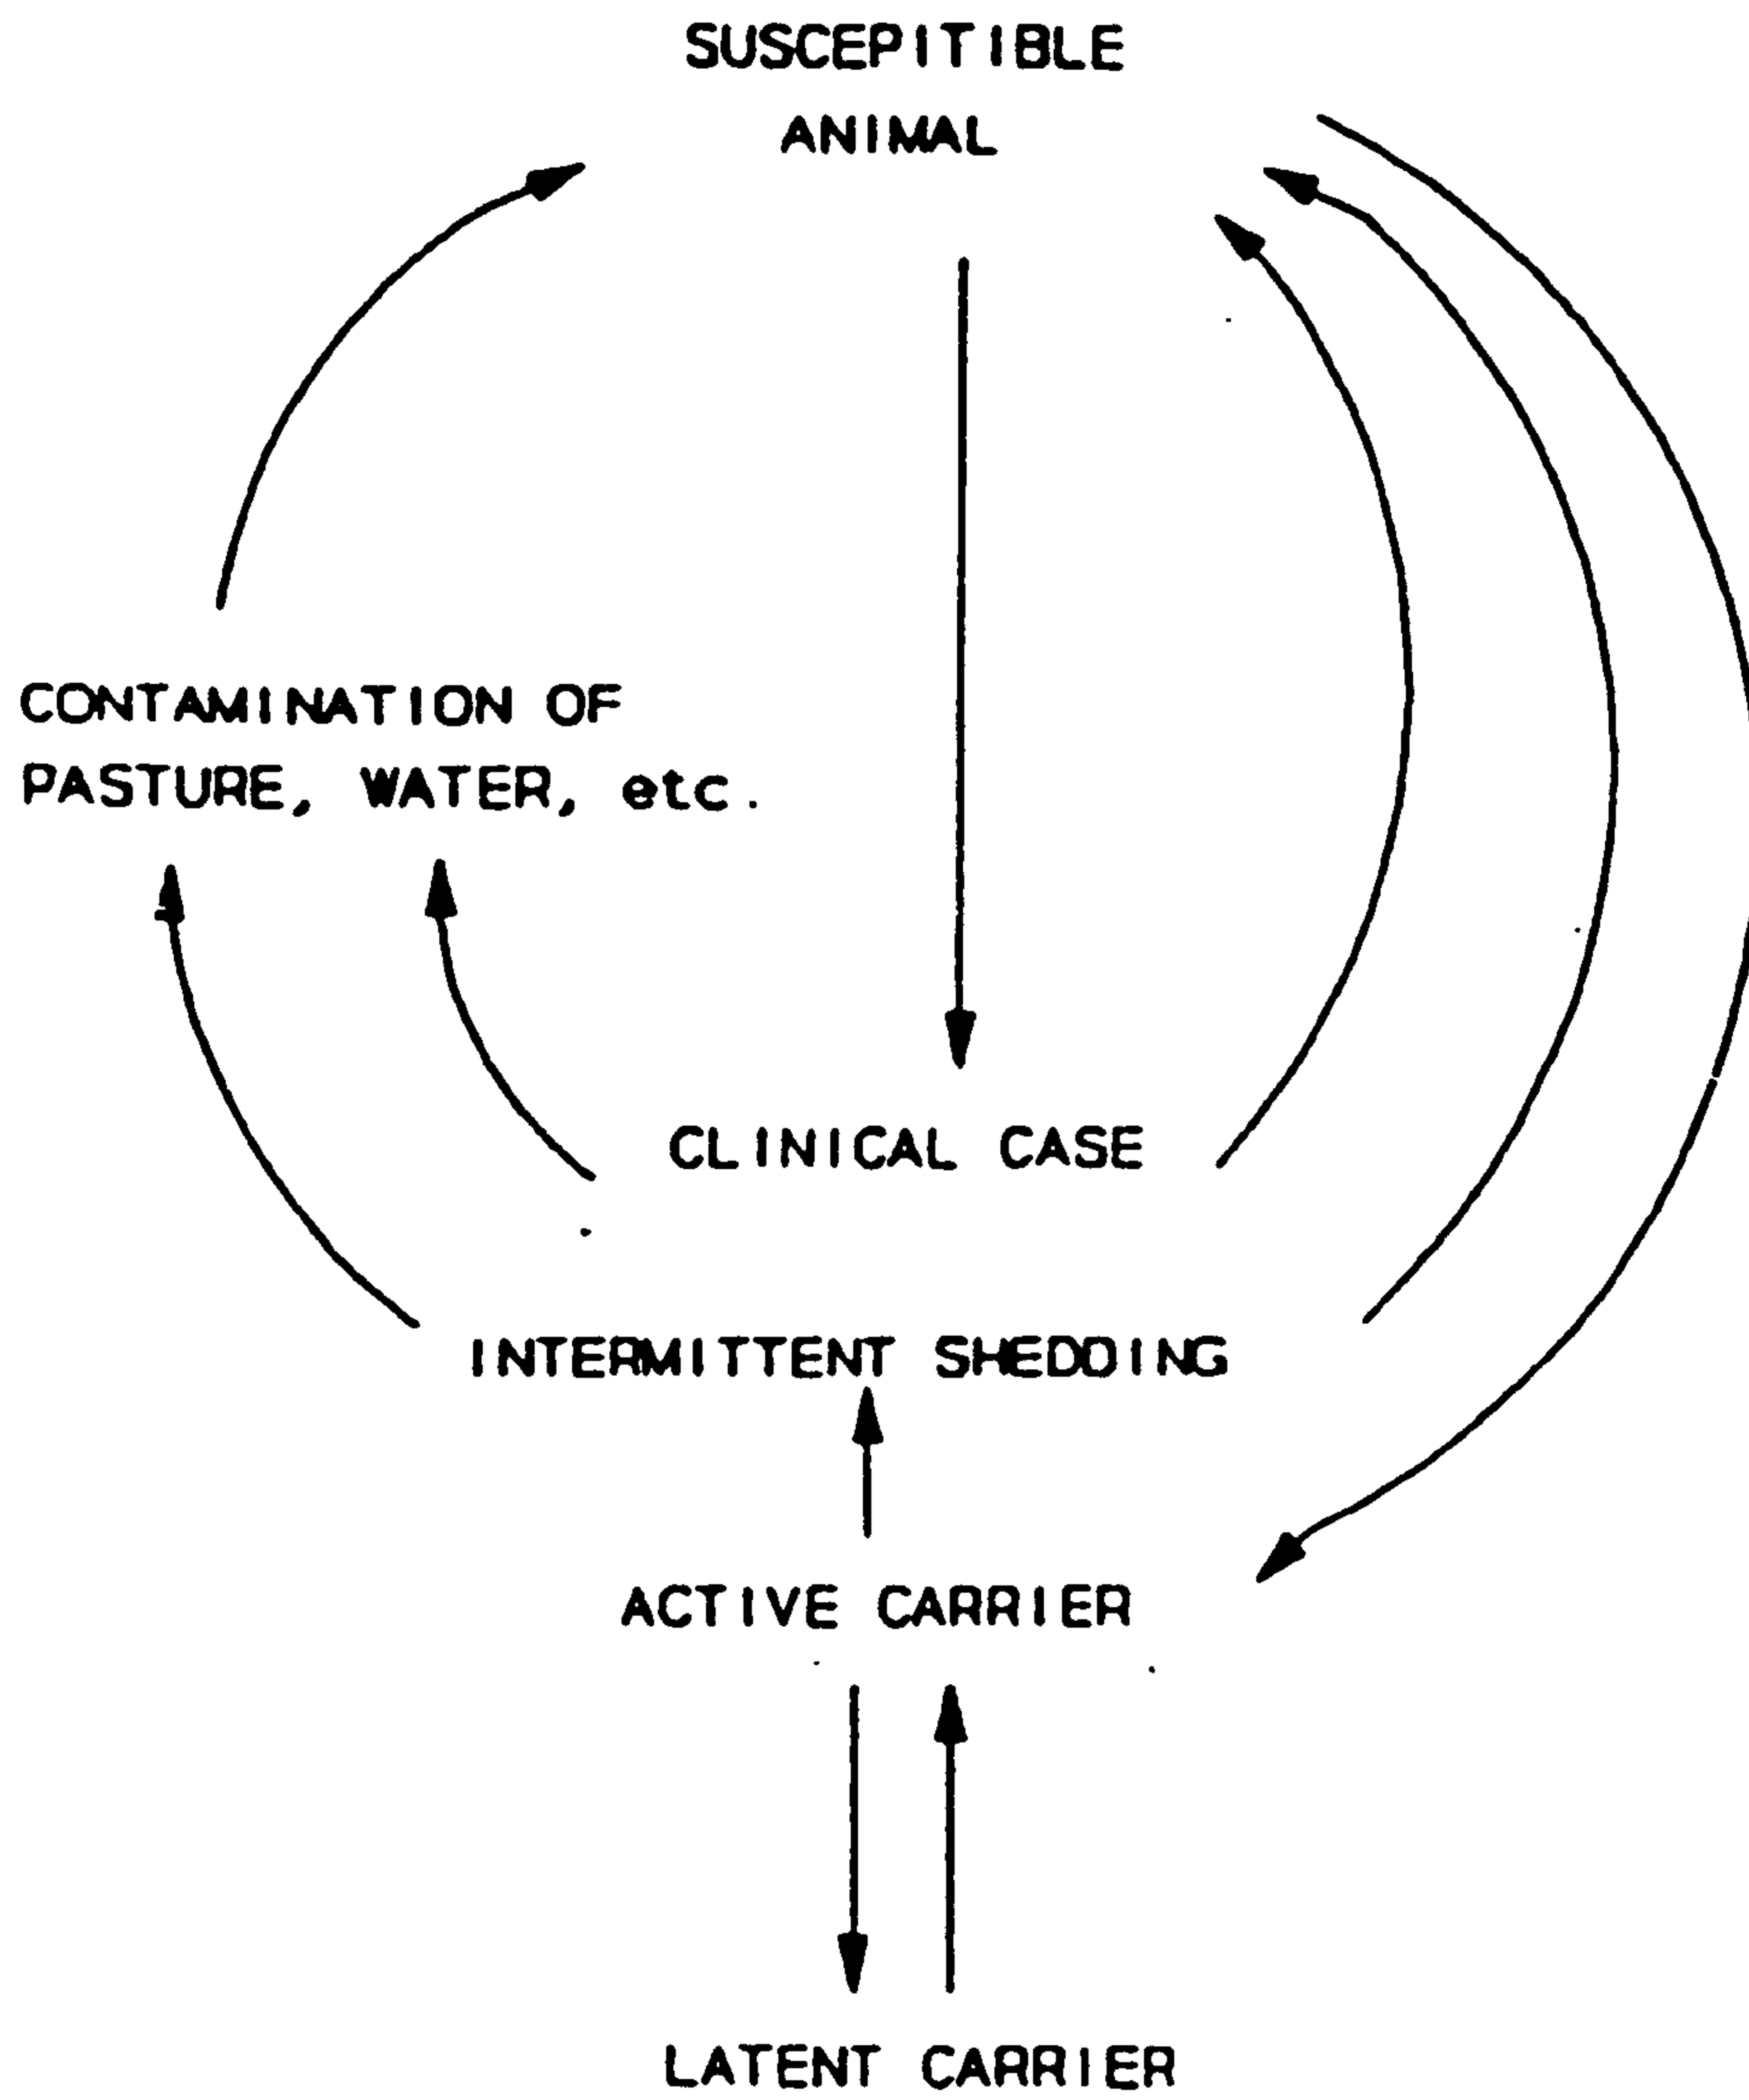 SUSCEPITIBLE
ANIMAL
CONTAMINATION OF
PASTURE, WATER, etc.
CLINICAL CASE
INTERMITTENT SHEDDING
ACTIVE CARRIER
LATENT CARRIER